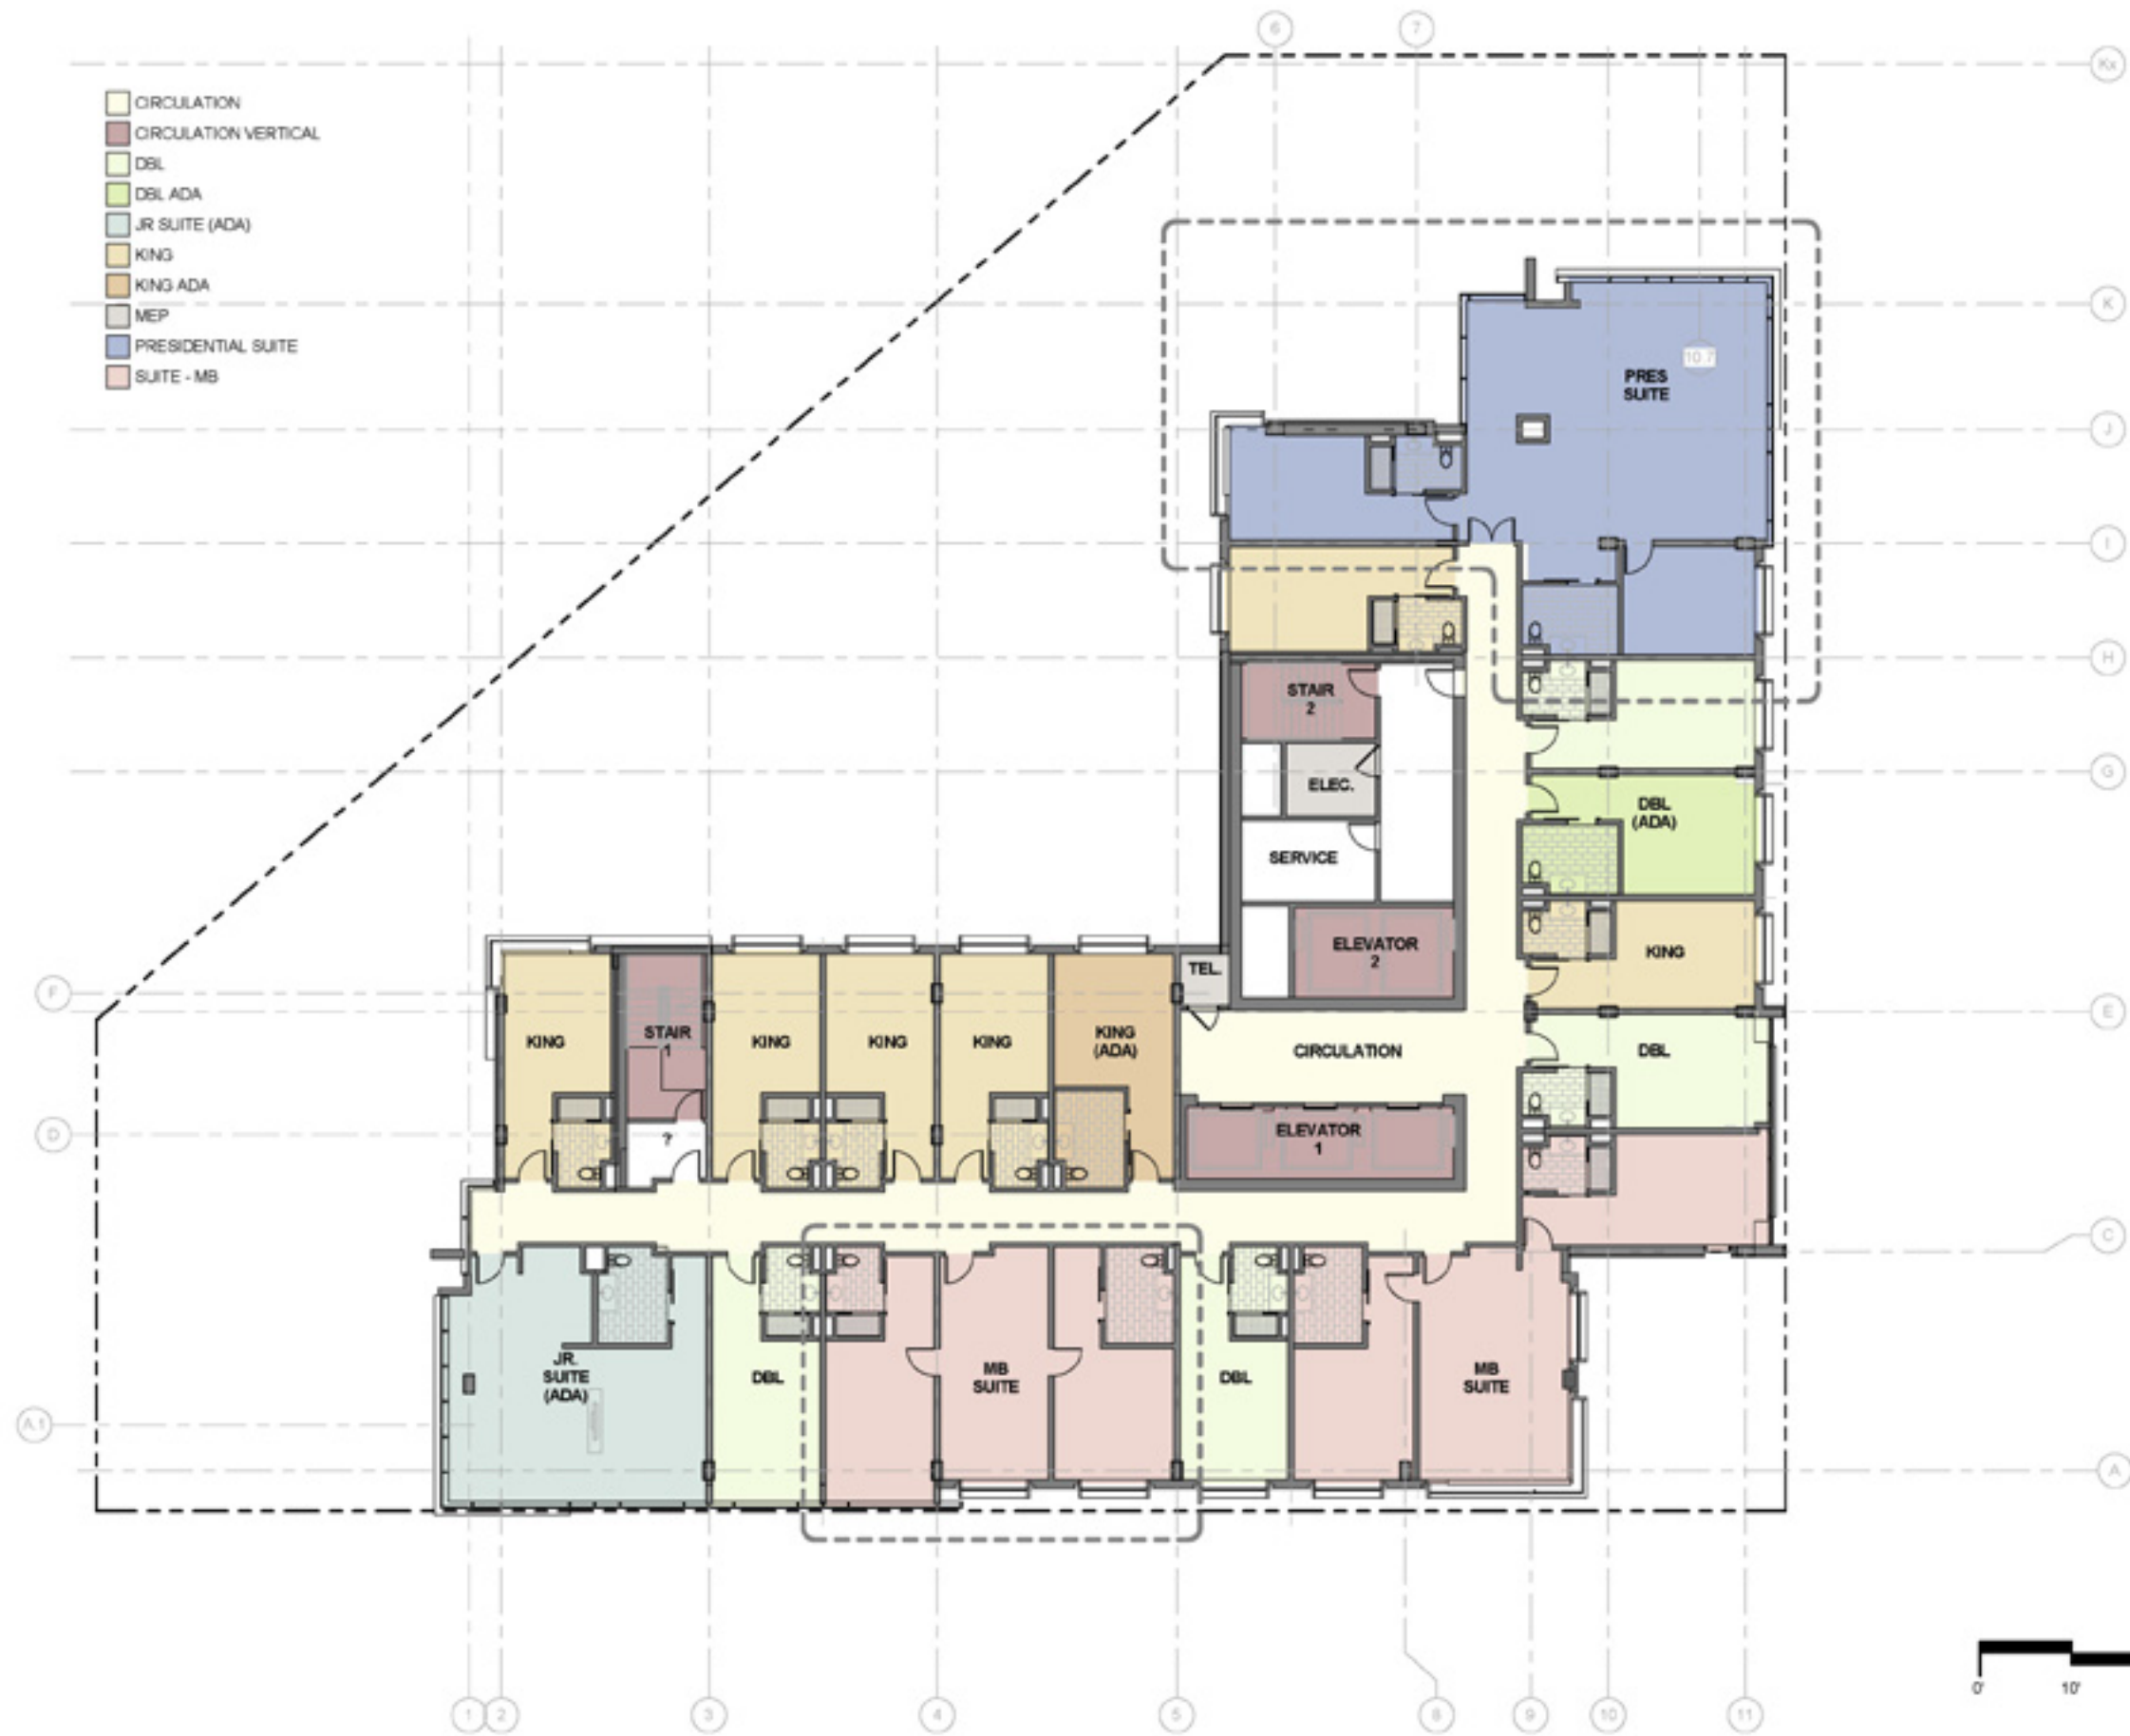 6
7
Kx
CIRCULATION
CIRCULATION VERTICAL
DBL
DBL ADA
JR SUITE (ADA)
KING
KING ADA
MEP
PRESIDENTIAL SUITE
SUITE - MB
K
10.7
PRES
SUITE
J
I
H
STAIR
2
G
ELEC.
DBL
(ADA)
SERVICE
ELEVATOR
2
KING
TEL.
F
E
KING
STAIR
1
KING
KING
KING
KING
(ADA)
CIRCULATION
DBL
D
?
ELEVATOR
1
C
JR.
SUITE
(ADA)
DBL
MB
SUITE
DBL
MB
SUITE
A.1
A
0'
10'
1
2
3
4
5
8
9
10
11